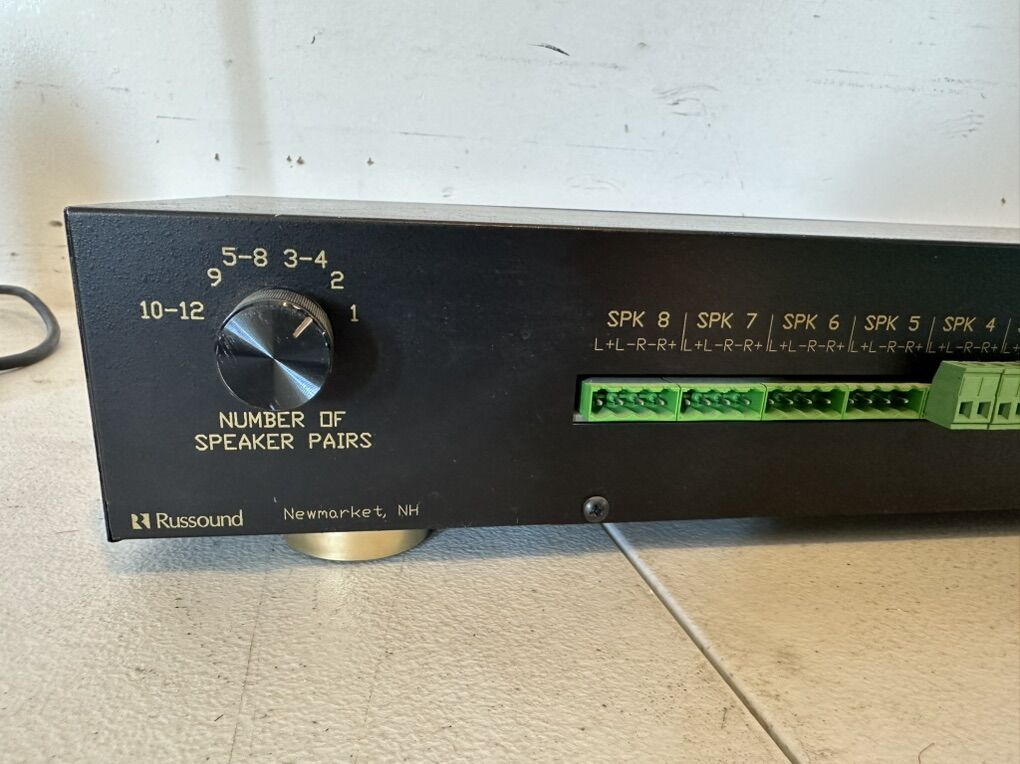 5-8 3-4
9 2
10-12 1
NUMBER OF
SPEAKER PAIRS
Russound Newmarket, NH
SPK 8 SPK 7 SPK 6 SPK 5 SPK 4
L+L-R-R+ L+L-R-R+ L+L-R-R+ L+L-R-R+ L+L-R-R+